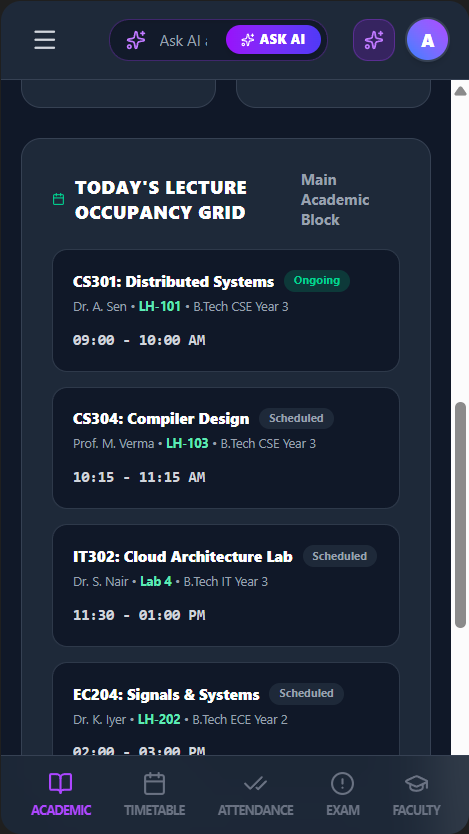 Ask AI
ASK AI
A
TODAY'S LECTURE
OCCUPANCY GRID
Main
Academic
Block
CS301: Distributed Systems
Ongoing
Dr. A. Sen • LH-101 • B.Tech CSE Year 3
09:00 - 10:00 AM
CS304: Compiler Design
Scheduled
Prof. M. Verma • LH-103 • B.Tech CSE Year 3
10:15 - 11:15 AM
IT302: Cloud Architecture Lab
Scheduled
Dr. S. Nair • Lab 4 • B.Tech IT Year 3
11:30 - 01:00 PM
EC204: Signals & Systems
Scheduled
Dr. K. Iyer • LH-202 • B.Tech ECE Year 2
02:00 - 03:00 PM
ACADEMIC
TIMETABLE
ATTENDANCE
EXAM
FACULTY